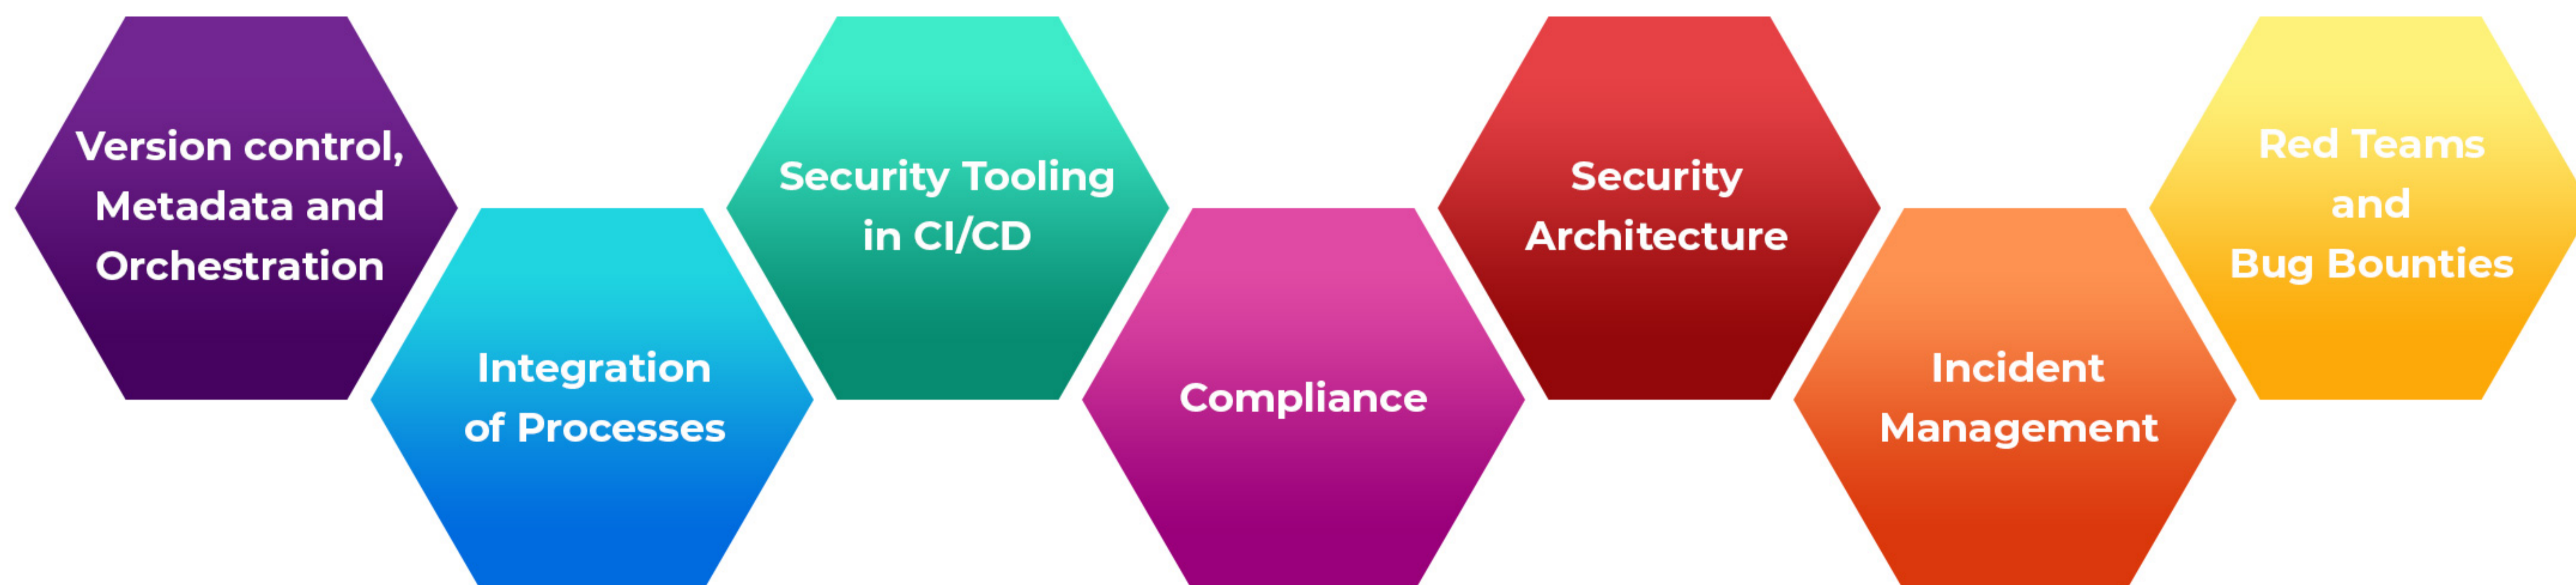 Version control,
Metadata and
Orchestration
Integration
of Processes
Security Tooling
in CI/CD
Compliance
Security
Architecture
Incident
Management
Red Teams
and
Bug Bounties